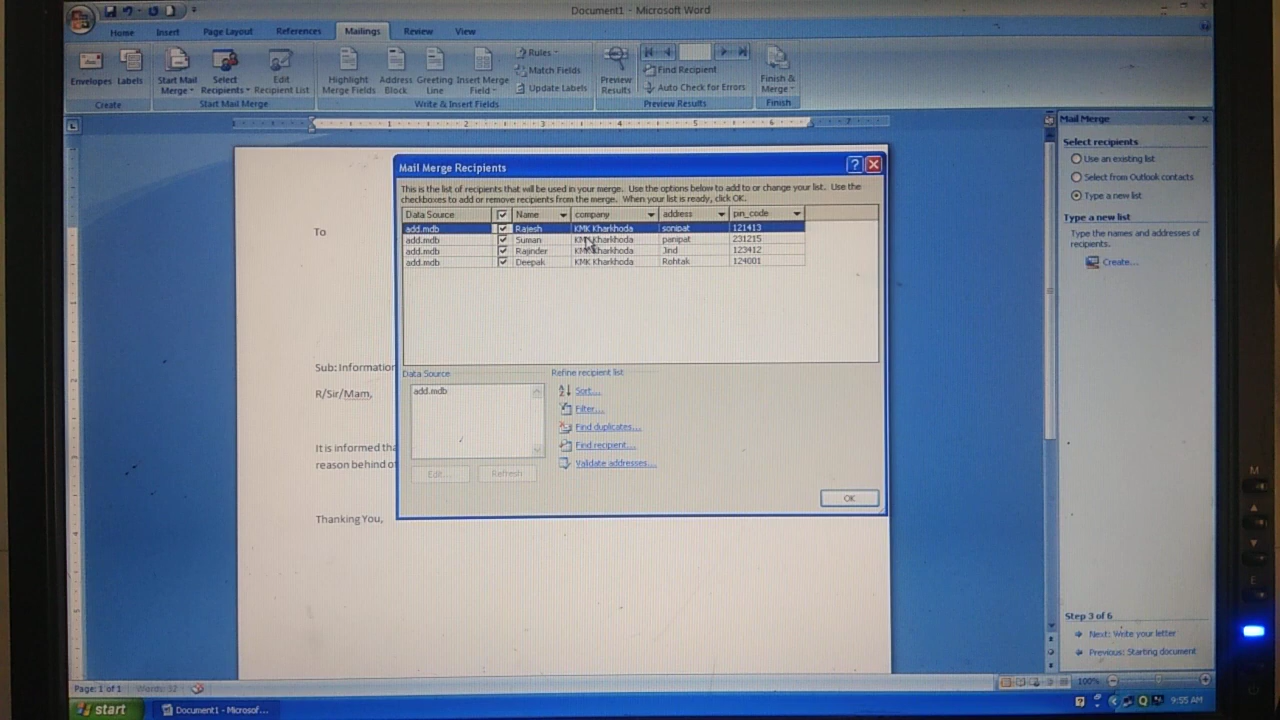 Document1 - Microsoft Word
Home Insert Page Layout References Mailings Review View
Envelopes Labels Start Mail Merge Select Recipients Edit Recipient List Highlight Merge Fields Address Block Greeting Line Insert Merge Field Rules Match Fields Update Labels Preview Results Find Recipient Auto Check for Errors Finish & Merge
Create Start Mail Merge Write & Insert Fields Preview Results Finish
To
Sub: Information
R/Sir/Mam,
It is informed tha
reason behind of
Thanking You,
Mail Merge Recipients
This is the list of recipients that will be used in your merge. Use the options below to add to or change your list. Use the
checkboxes to add or remove recipients from the merge. When your list is ready, click OK.
Data Source Name company address pin_code
add.mdb Rajesh KMK Kharkhoda sonipat 121413
add.mdb Suman KMK Kharkhoda panipat 231215
add.mdb Rajinder KMK Kharkhoda Jind 123412
add.mdb Deepak KMK Kharkhoda Rohtak 124001
Data Source
add.mdb
Edit... Refresh
Refine recipient list
Sort...
Filter...
Find duplicates...
Find recipient...
Validate addresses...
OK
Mail Merge
Select recipients
Use an existing list
Select from Outlook contacts
Type a new list
Type a new list
Type the names and addresses of
recipients.
Create...
Step 3 of 6
Next: Write your letter
Previous: Starting document
Page: 1 of 1 Words: 32 100%
start Document1 - Microsof... 9:55 AM
M
E